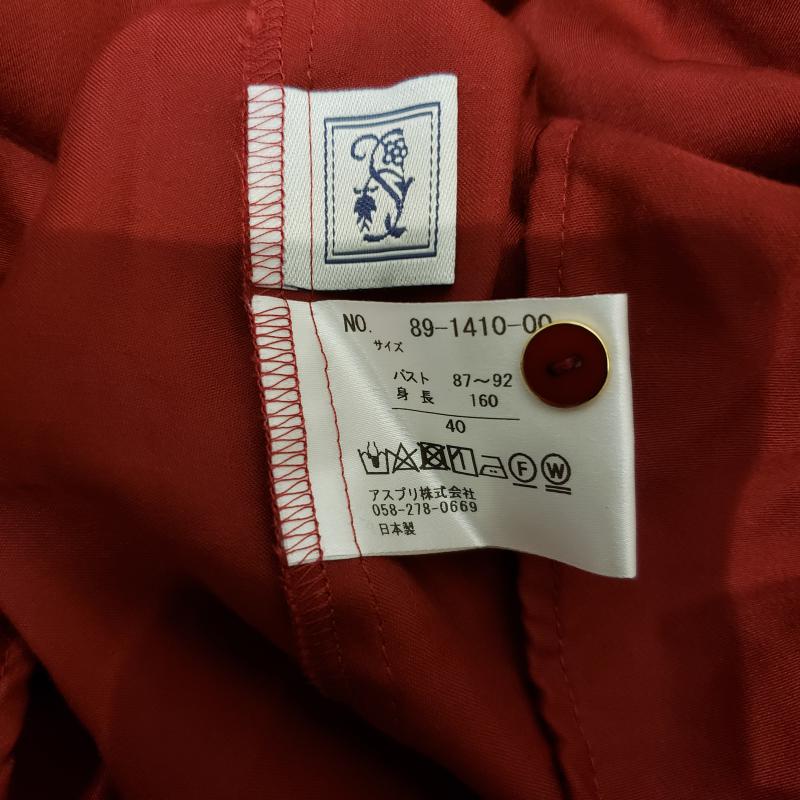 NO. 89-1410-00
サイズ
バスト 87～92
身長 160
40
F W
アスプリ株式会社
058-278-0669
日本製